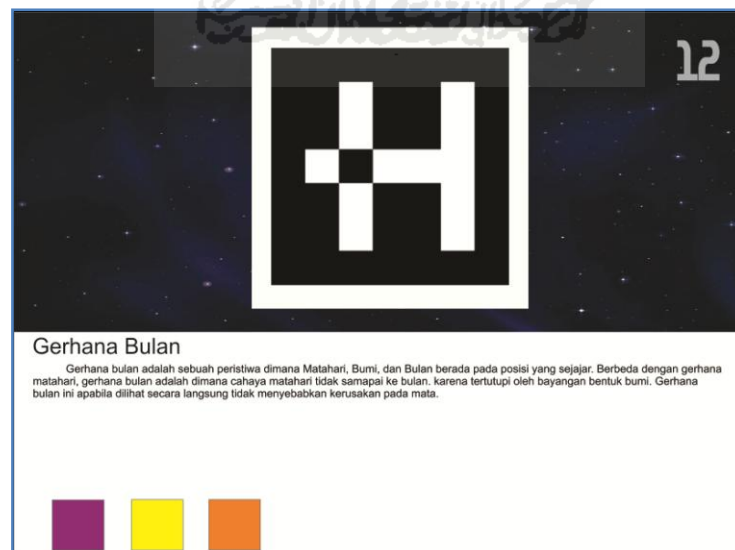 12
Gerhana Bulan
Gerhana bulan adalah sebuah peristiwa dimana Matahari, Bumi, dan Bulan berada pada posisi yang sejajar. Berbeda dengan gerhana
matahari, gerhana bulan adalah dimana cahaya matahari tidak samapai ke bulan. karena tertutupi oleh bayangan bentuk bumi. Gerhana
bulan ini apabila dilihat secara langsung tidak menyebabkan kerusakan pada mata.